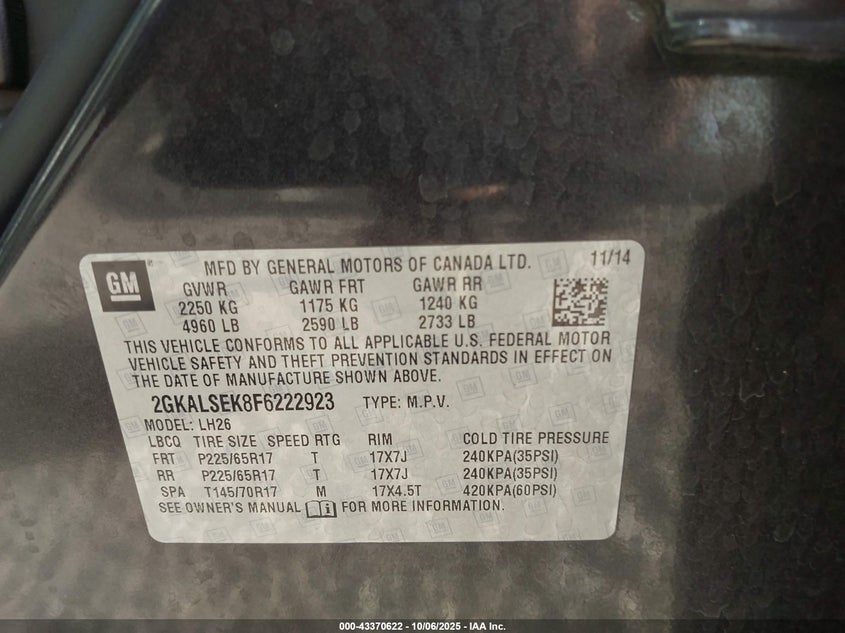 GM
MFD BY GENERAL MOTORS OF CANADA LTD. 11/14
GVWR GAWR FRT GAWR RR
2250 KG 1175 KG 1240 KG
4960 LB 2590 LB 2733 LB
THIS VEHICLE CONFORMS TO ALL APPLICABLE U.S. FEDERAL MOTOR
VEHICLE SAFETY AND THEFT PREVENTION STANDARDS IN EFFECT ON
THE DATE OF MANUFACTURE SHOWN ABOVE.
2GKALSEK8F6222923 TYPE: M.P.V.
MODEL: LH26
LBCQ TIRE SIZE SPEED RTG RIM COLD TIRE PRESSURE
FRT P225/65R17 T 17X7J 240KPA(35PSI)
RR P225/65R17 T 17X7J 240KPA(35PSI)
SPA T145/70R17 M 17X4.5T 420KPA(60PSI)
SEE OWNER'S MANUAL i FOR MORE INFORMATION.
000-43370622 - 10/06/2025 - IAA Inc.